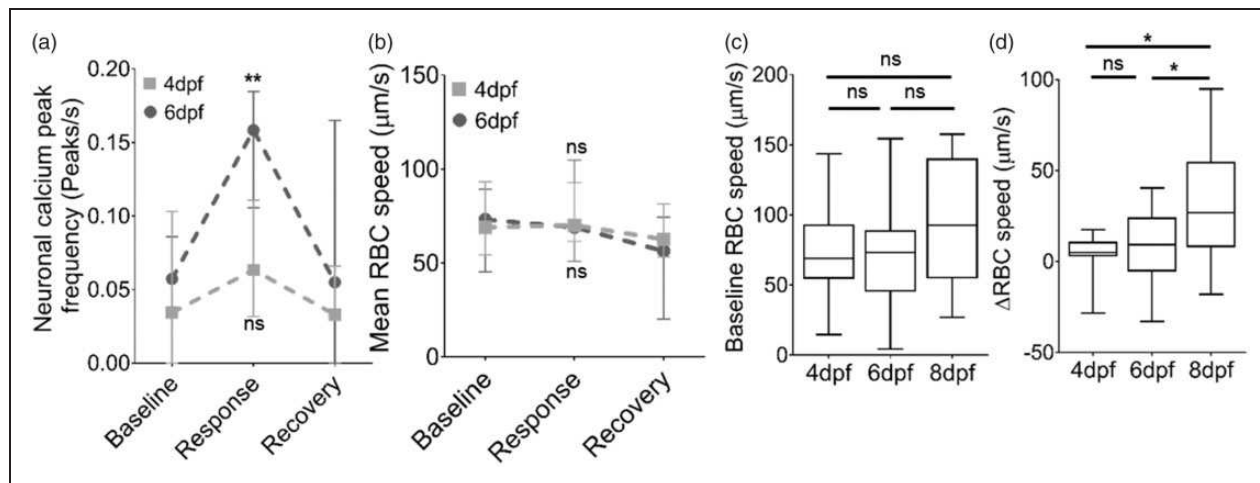 (a)
Neuronal calcium peak
frequency (Peaks/s)
0.20
0.15
0.10
0.05
0.00
4dpf
6dpf
**
ns
Baseline
Response
Recovery
(b)
Mean RBC speed (μm/s)
150
100
50
0
4dpf
6dpf
ns
ns
Baseline
Response
Recovery
(c)
Baseline RBC speed (μm/s)
200
150
100
50
0
ns
ns
ns
4dpf 6dpf 8dpf
(d)
ΔRBC speed (μm/s)
100
50
0
-50
*
ns
*
4dpf 6dpf 8dpf